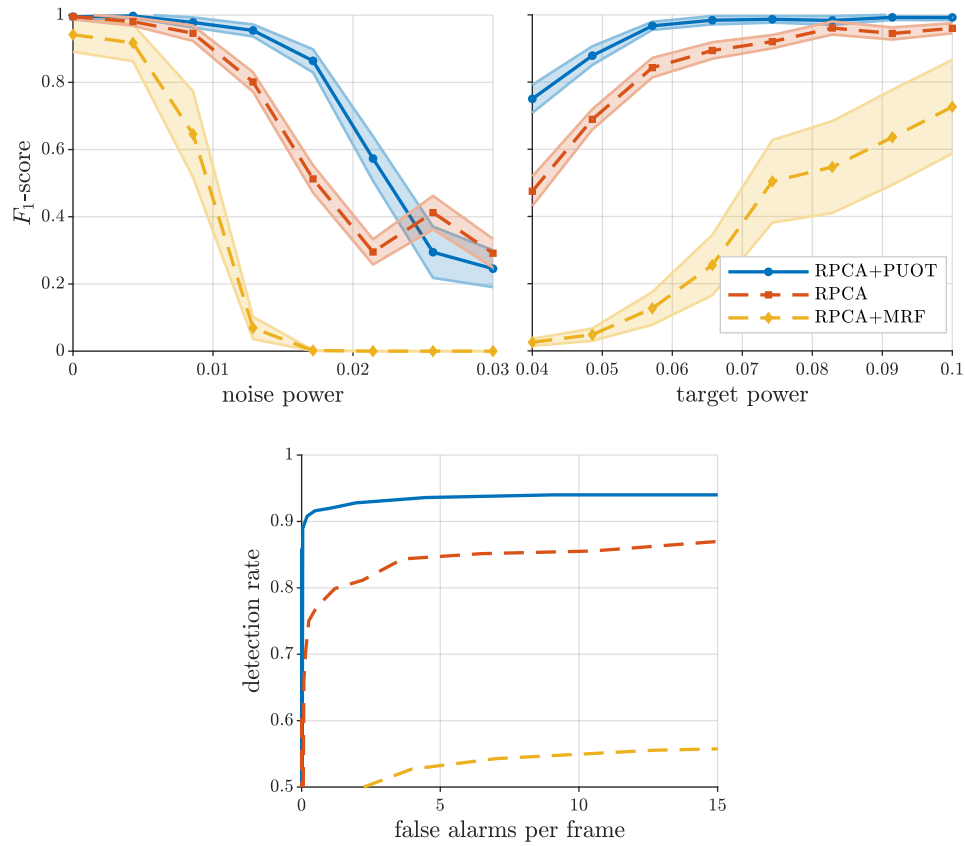 1
0.8
0.6
0.4
0.2
0
F1-score
0 0.01 0.02 0.03
noise power
0.04 0.05 0.06 0.07 0.08 0.09 0.1
target power
RPCA+PUOT
RPCA
RPCA+MRF
1
0.9
0.8
0.7
0.6
0.5
detection rate
0 5 10 15
false alarms per frame